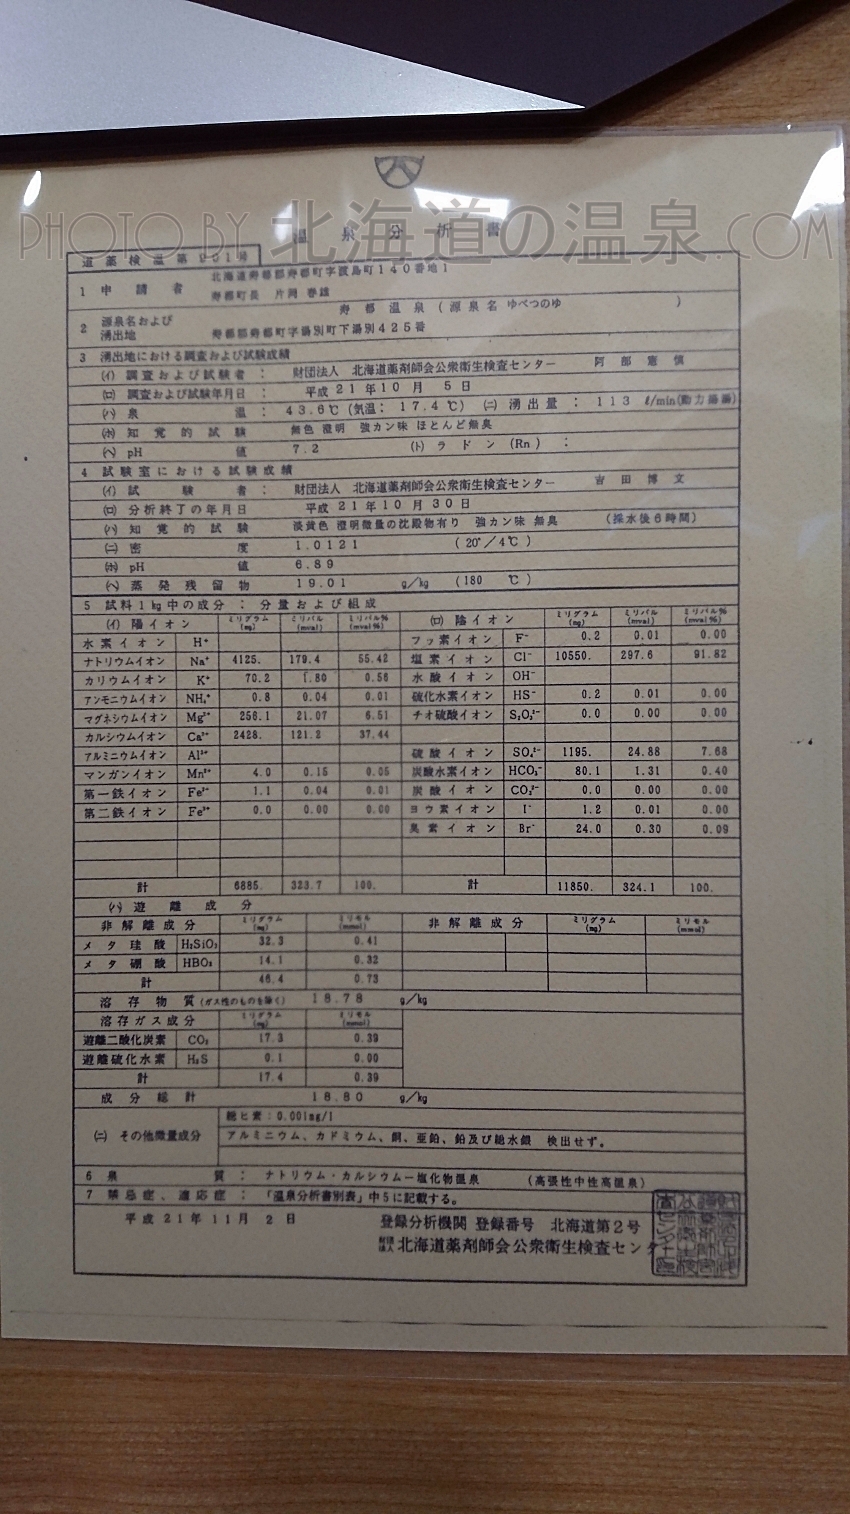 PHOTO BY 北海道の温泉.COM
温泉分析書
道薬検温第 号
1 申請者 北海道寿都郡寿都町字渡島町140番地1
寿都町長 片岡 春雄
2 源泉名および湧出地 寿都温泉(源泉名 ゆべつのゆ )
寿都郡寿都町字湯別町下湯別425番
3 湧出地における調査および試験成績
(イ) 調査および試験者 : 財団法人 北海道薬剤師会公衆衛生検査センター 阿部憲慎
(ロ) 調査および試験年月日 : 平成21年10月 5日
(ハ) 泉温 : 43.6℃(気温: 17.4℃) (ニ) 湧出量 : 113 ℓ/min(動力揚湯)
(ホ) 知覚的試験 無色 澄明 強カン味 ほとんど無臭
(ヘ) pH値 7.2 (ト) ラドン (Rn) :
4 試験室における試験成績
(イ) 試験者 : 財団法人 北海道薬剤師会公衆衛生検査センター 吉田博文
(ロ) 分析終了の年月日 平成21年10月30日
(ハ) 知覚的試験 淡黄色 澄明微量の沈殿物有り 強カン味 無臭 (採水後6時間)
(ニ) 密度 1.0121 (20°/4℃)
(ホ) pH値 6.89
(ヘ) 蒸発残留物 19.01 g/kg (180 ℃)
5 試料1kg中の成分 : 分量および組成
(イ) 陽イオン ミリグラム(mg) ミリバル(mval) ミリバル%(mval%) (ロ) 陰イオン ミリグラム(mg) ミリバル(mval) ミリバル%(mval%)
水素イオン H⁺ フッ素イオン F⁻ 0.2 0.01 0.00
ナトリウムイオン Na⁺ 4125. 179.4 55.42 塩素イオン Cl⁻ 10550. 297.6 91.82
カリウムイオン K⁺ 70.2 1.80 0.56 水酸イオン OH⁻
アンモニウムイオン NH₄⁺ 0.8 0.04 0.01 硫化水素イオン HS⁻ 0.2 0.01 0.00
マグネシウムイオン Mg²⁺ 256.1 21.07 6.51 チオ硫酸イオン S₂O₃²⁻ 0.0 0.00 0.00
カルシウムイオン Ca²⁺ 2428. 121.2 37.44
アルミニウムイオン Al³⁺ 硫酸イオン SO₄²⁻ 1195. 24.88 7.68
マンガンイオン Mn²⁺ 4.0 0.15 0.05 炭酸水素イオン HCO₃⁻ 80.1 1.31 0.40
第一鉄イオン Fe²⁺ 1.1 0.04 0.01 炭酸イオン CO₃²⁻ 0.0 0.00 0.00
第二鉄イオン Fe³⁺ 0.0 0.00 0.00 ヨウ素イオン I⁻ 1.2 0.01 0.00
臭素イオン Br⁻ 24.0 0.30 0.09
計 6885. 323.7 100. 計 11850. 324.1 100.
(ハ) 遊離成分
非解離成分 ミリグラム(mg) ミリモル(mmol) 非解離成分 ミリグラム(mg) ミリモル(mmol)
メタ珪酸 H₂SiO₃ 32.3 0.41
メタ硼酸 HBO₂ 14.1 0.32
計 46.4 0.73
溶存物質(ガス性のものを除く) 18.78 g/kg
溶存ガス成分 ミリグラム(mg) ミリモル(mmol)
遊離二酸化炭素 CO₂ 17.3 0.39
遊離硫化水素 H₂S 0.1 0.00
計 17.4 0.39
成分総計 18.80 g/kg
(ニ) その他微量成分 総ヒ素:0.001mg/l
アルミニウム、カドミウム、銅、亜鉛、鉛及び総水銀 検出せず。
6 泉質 : ナトリウム・カルシウム－塩化物温泉 (高張性中性高温泉)
7 禁忌症、適応症 : 「温泉分析書別表」中5に記載する。
平成21年11月 2日 登録分析機関 登録番号 北海道第2号
財団法人 北海道薬剤師会公衆衛生検査センター